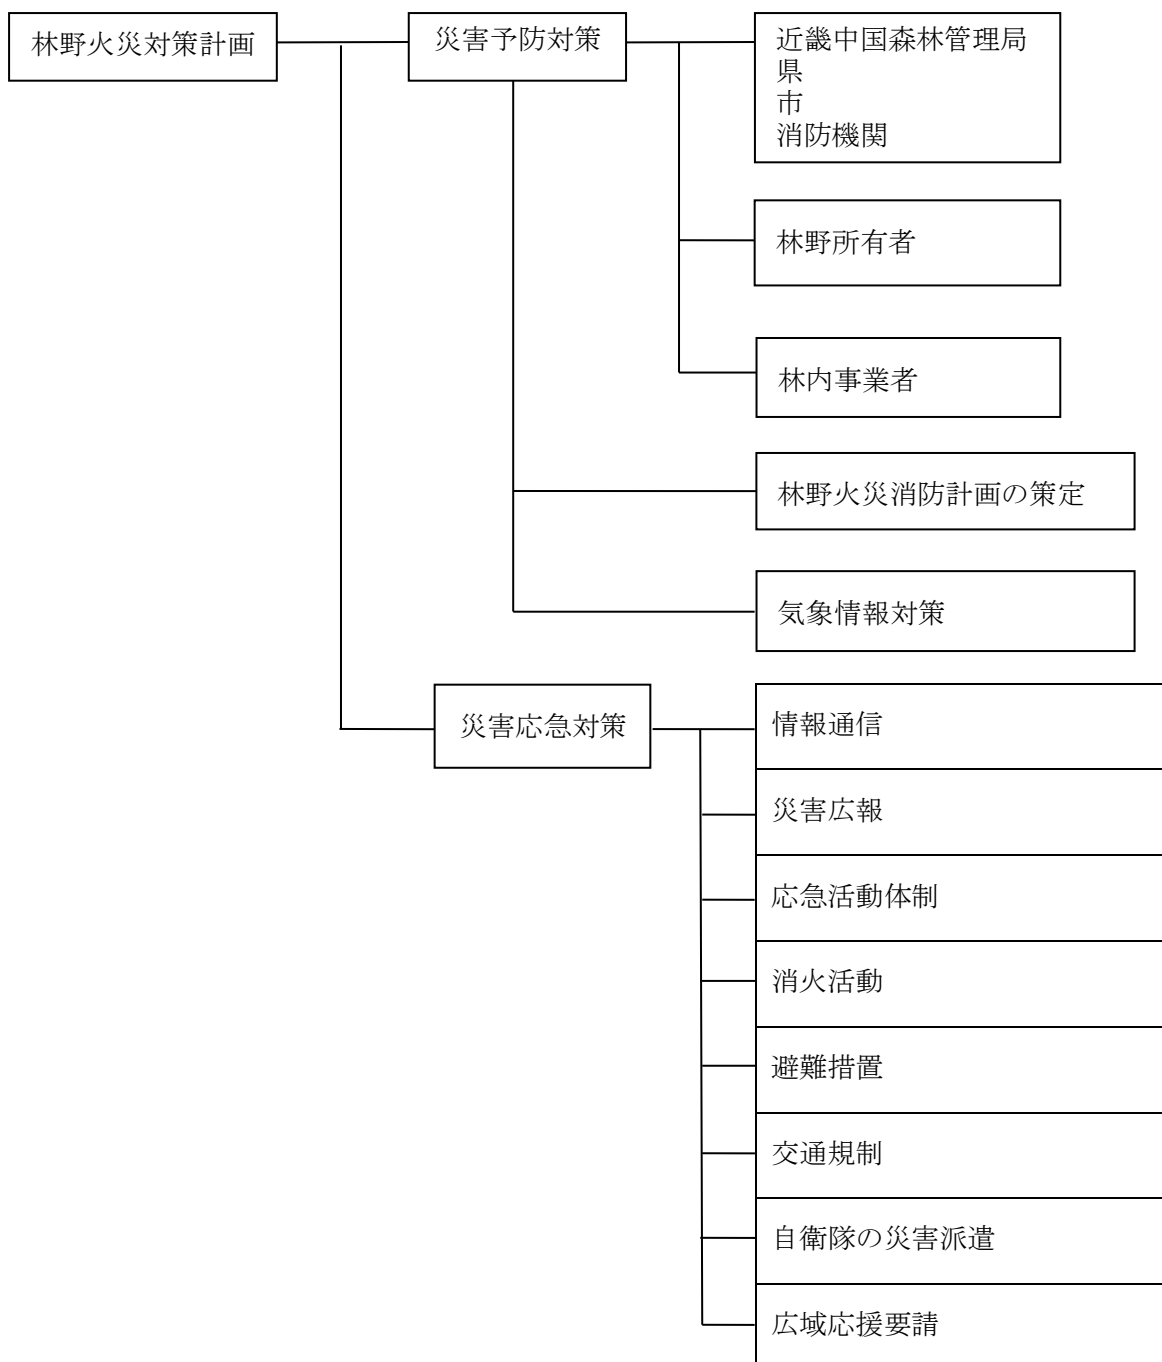 林野火災対策計画
災害予防対策
近畿中国森林管理局
県
市
消防機関
林野所有者
林内事業者
林野火災消防計画の策定
気象情報対策
災害応急対策
情報通信
災害広報
応急活動体制
消火活動
避難措置
交通規制
自衛隊の災害派遣
広域応援要請